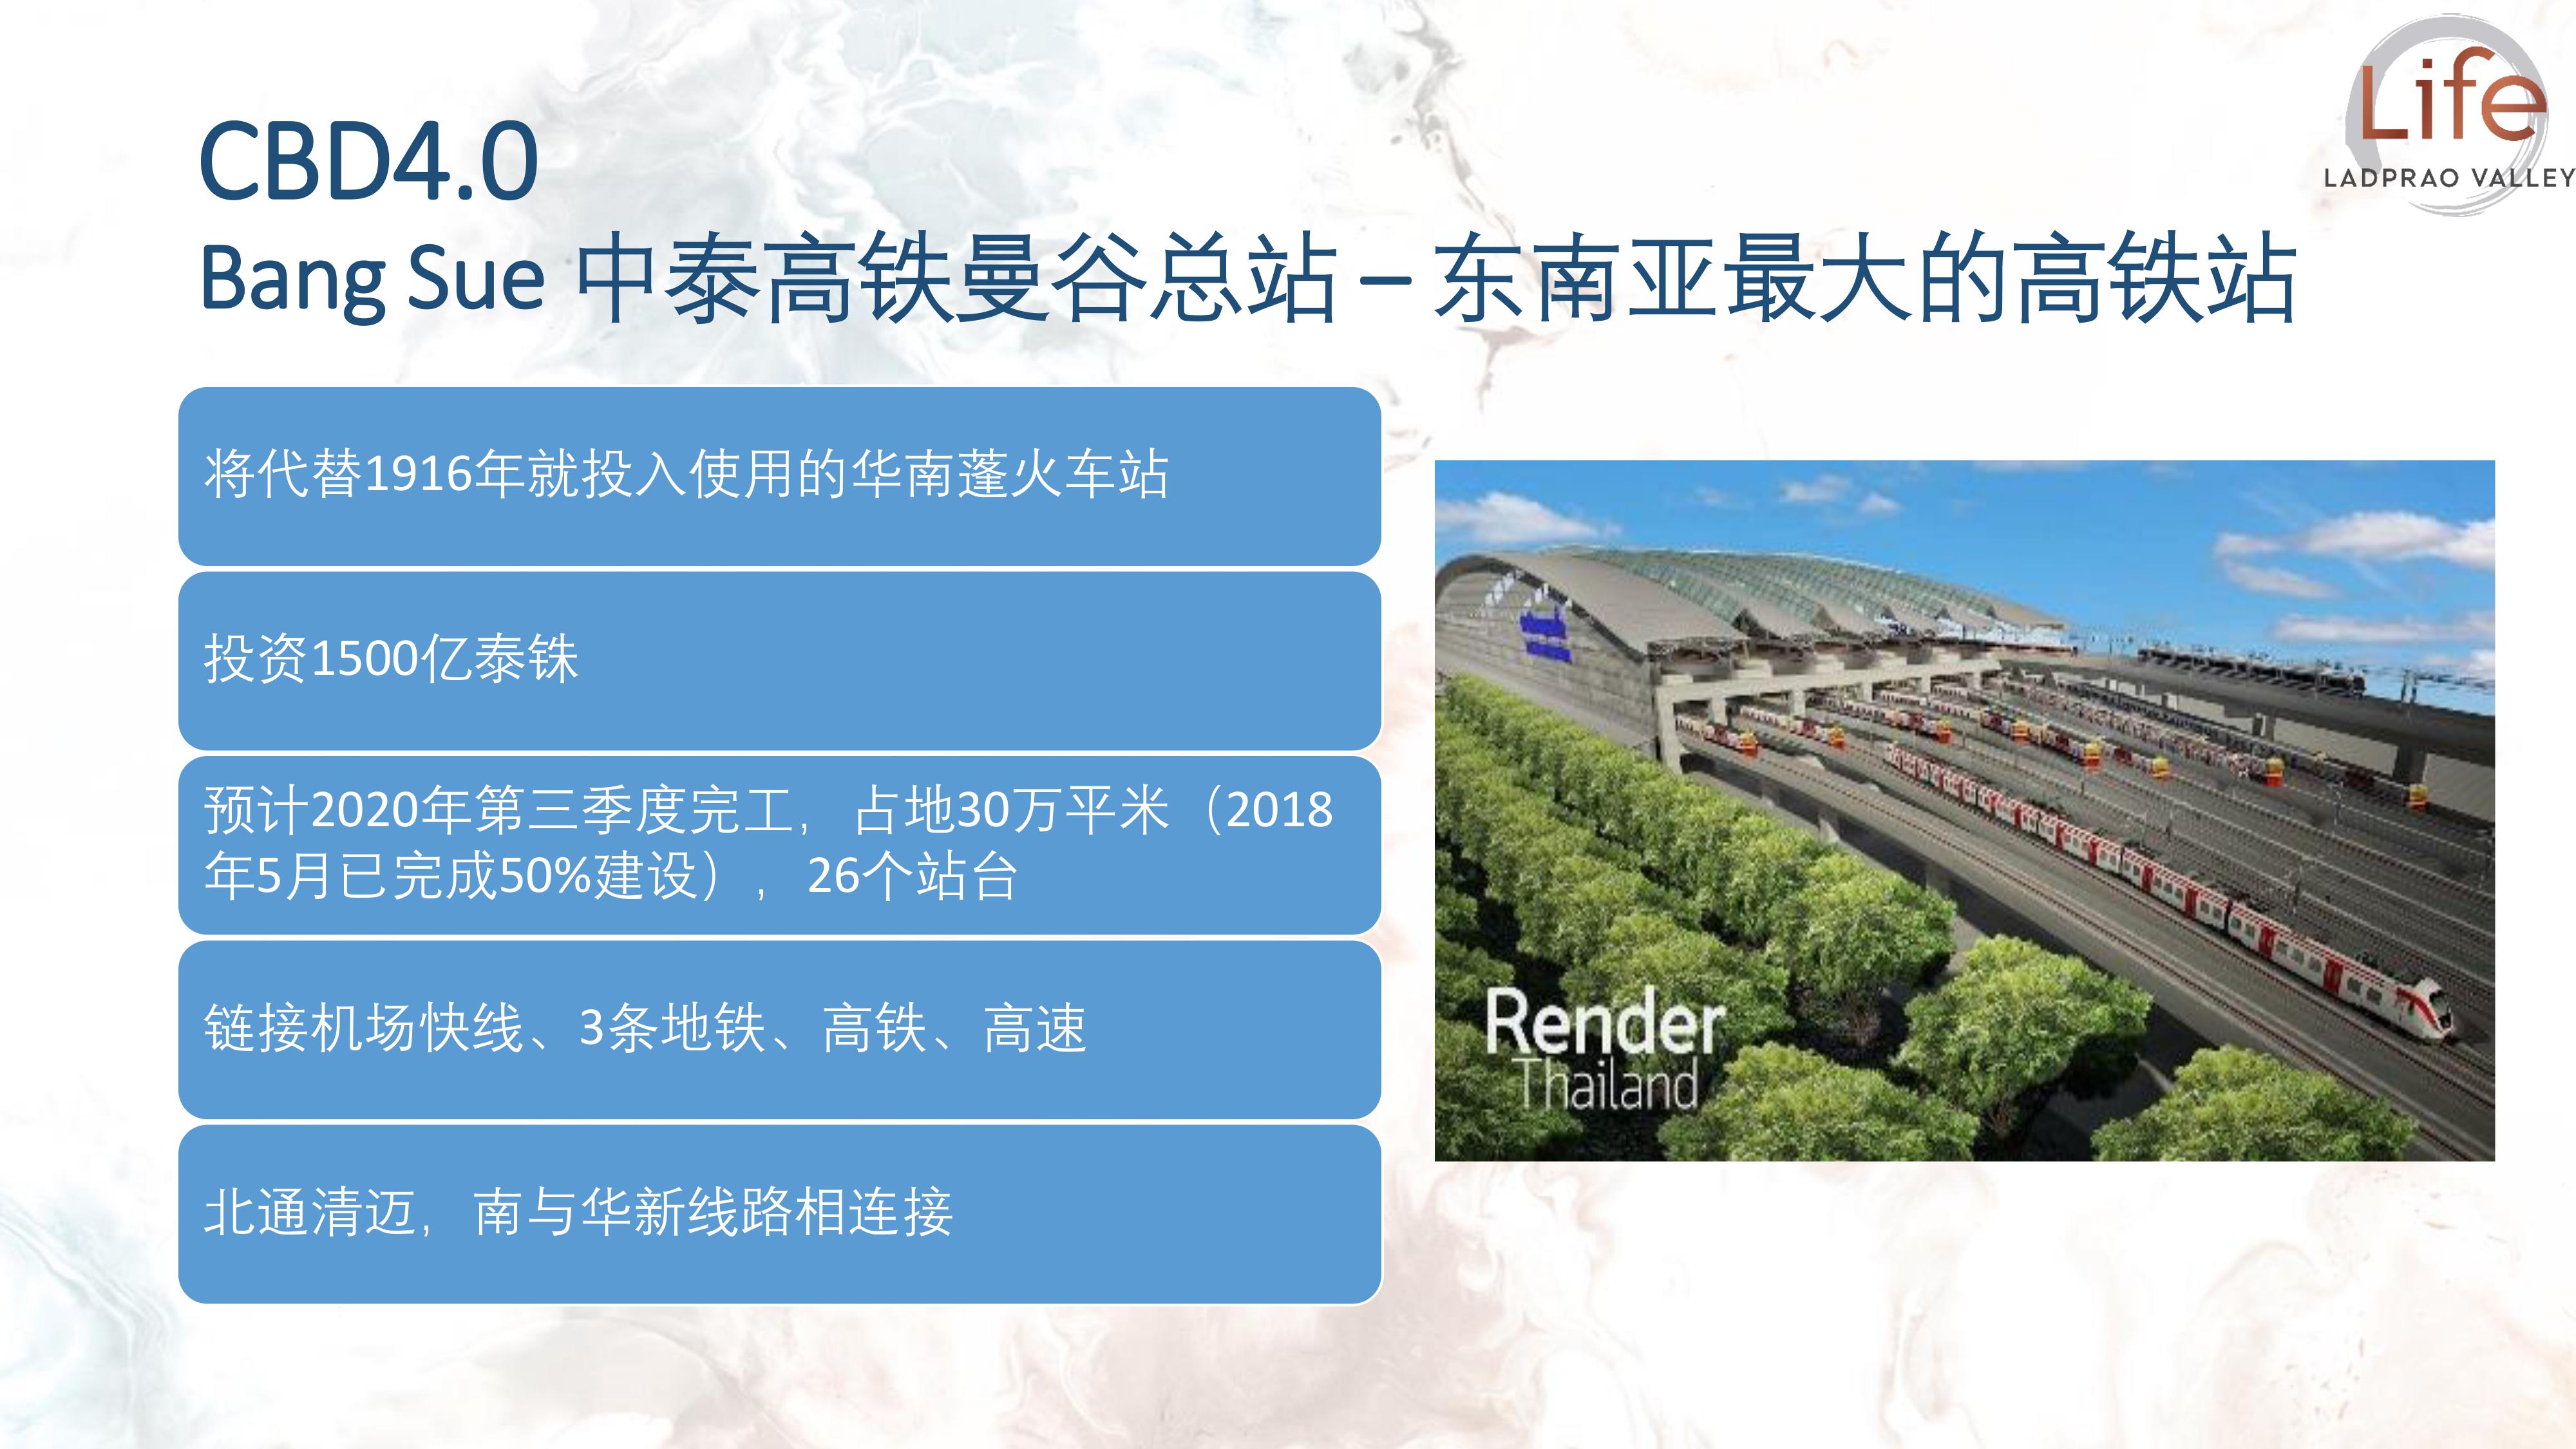 Life
LADPRAO VALLEY
CBD4.0
Bang Sue 中泰高铁曼谷总站 – 东南亚最大的高铁站
将代替1916年就投入使用的华南蓬火车站
投资1500亿泰铢
预计2020年第三季度完工，占地30万平米（2018
年5月已完成50%建设），26个站台
链接机场快线、3条地铁、高铁、高速
北通清迈，南与华新线路相连接
Render
Thailand